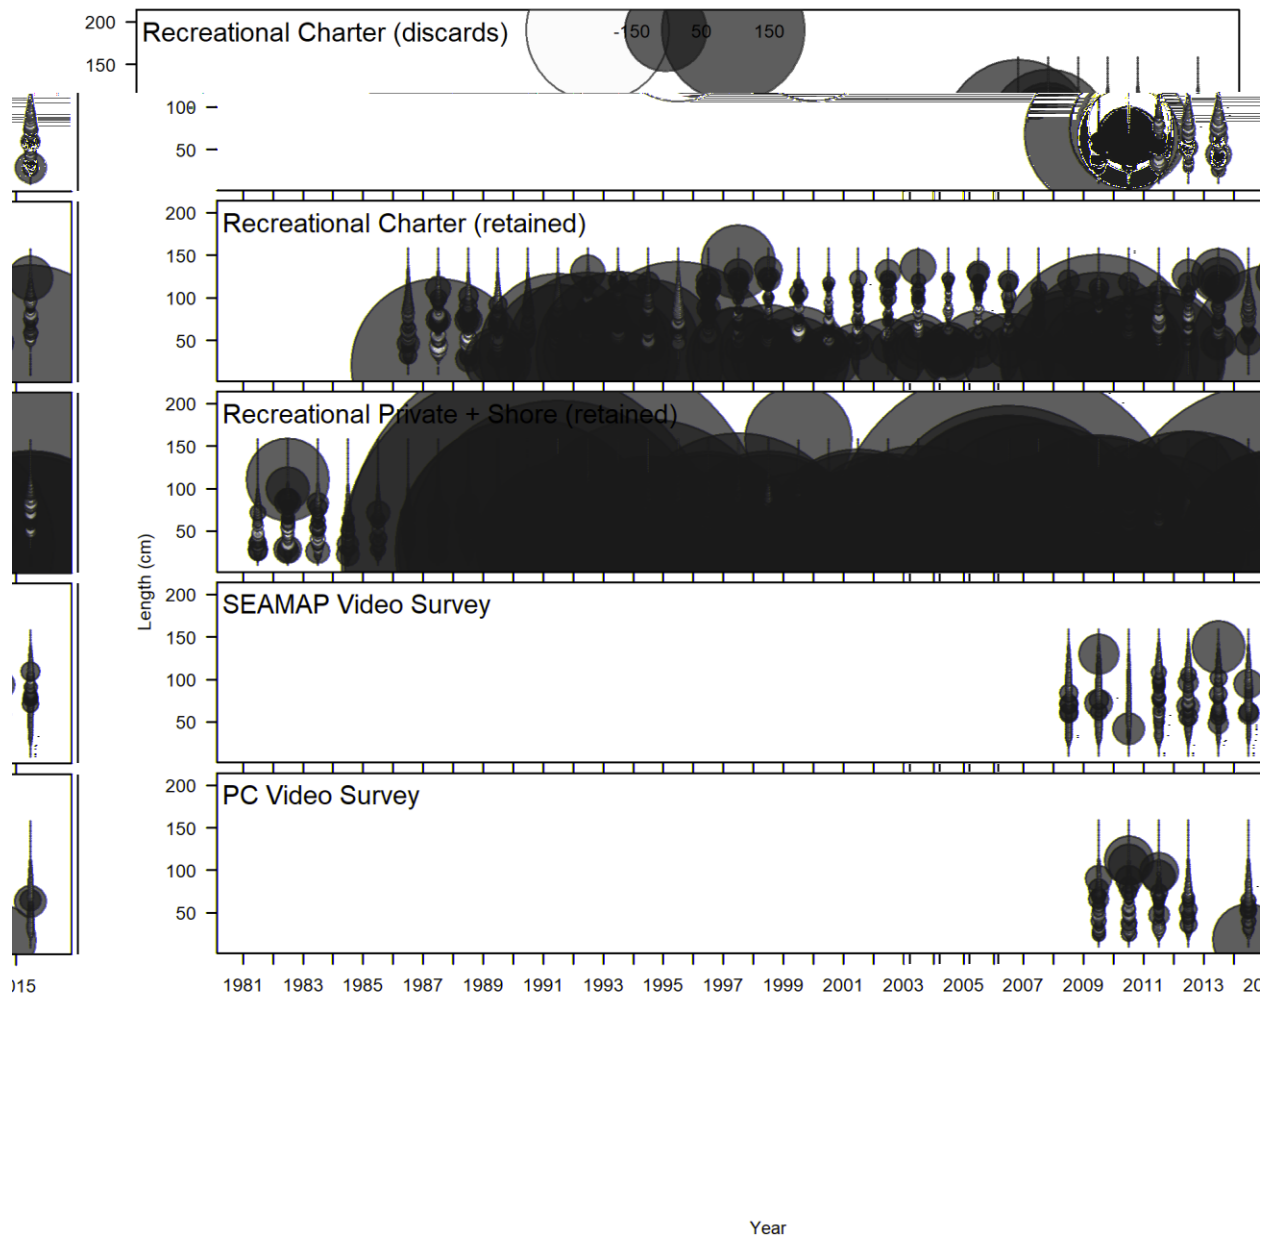 200
Recreational Charter (discards)
-150
50
150
150
100
50
200
Recreational Charter (retained)
150
100
50
200
Recreational Private + Shore (retained)
150
100
50
Length (cm)
200
SEAMAP Video Survey
150
100
50
200
PC Video Survey
150
100
50
015 1981 1983 1985 1987 1989 1991 1993 1995 1997 1999 2001 2003 2005 2007 2009 2011 2013 20
Year